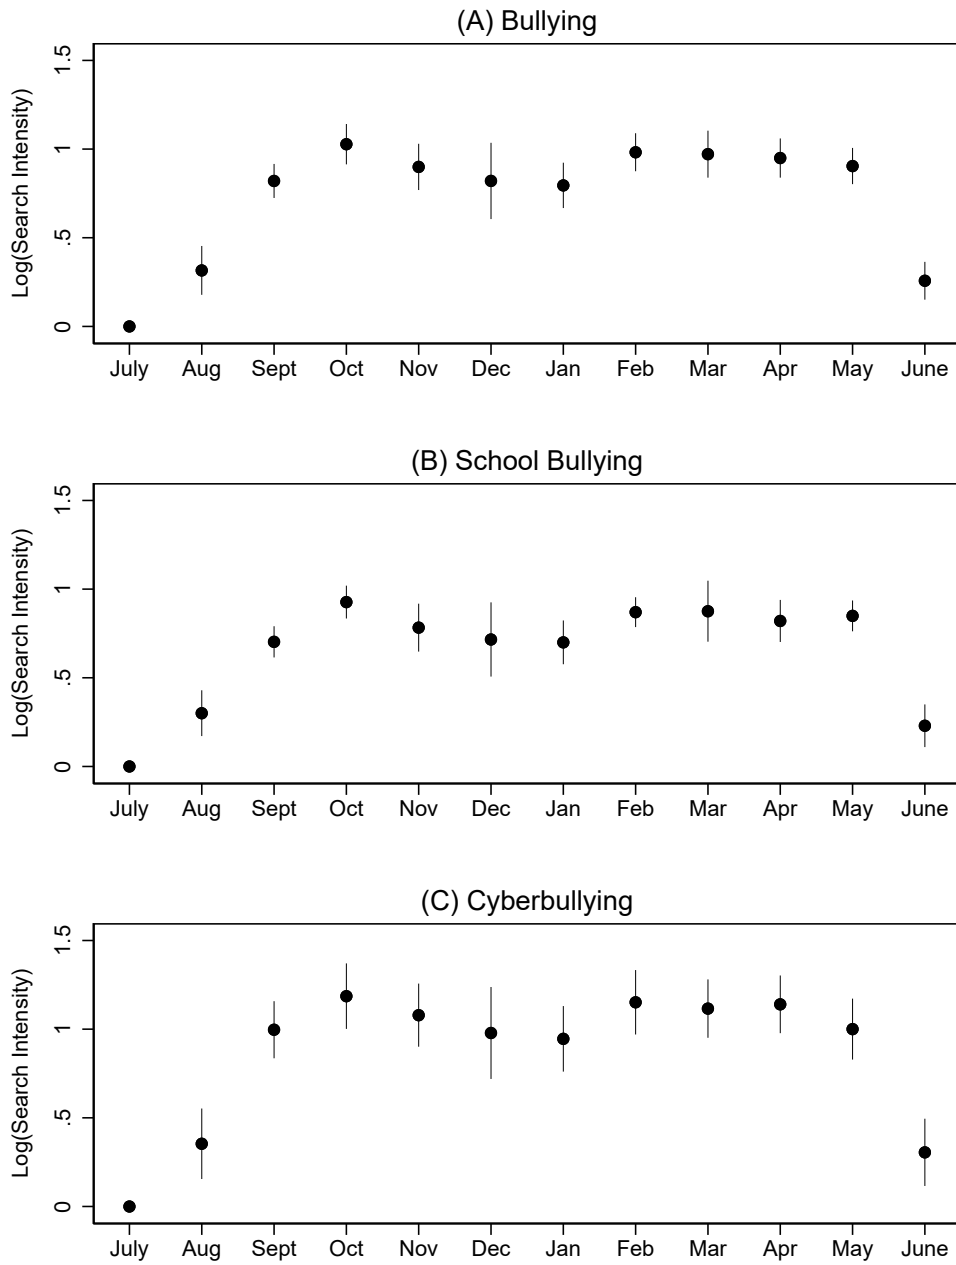 (A) Bullying
Log(Search Intensity)
1.5
1
.5
0
July Aug Sept Oct Nov Dec Jan Feb Mar Apr May June
(B) School Bullying
Log(Search Intensity)
1.5
1
.5
0
July Aug Sept Oct Nov Dec Jan Feb Mar Apr May June
(C) Cyberbullying
Log(Search Intensity)
1.5
1
.5
0
July Aug Sept Oct Nov Dec Jan Feb Mar Apr May June